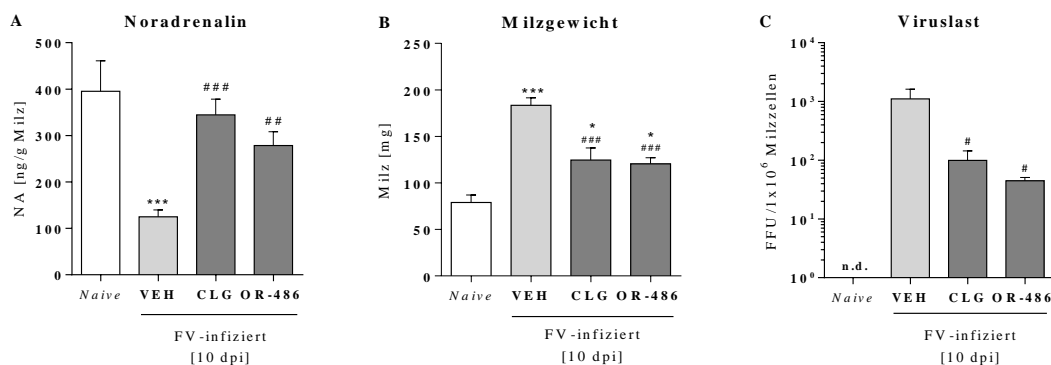 A Noradrenalin
NA [ng/g Milz]
500
400
300
200
100
0
***
###
##
Naive VEH CLG OR-486
FV-infiziert
[10 dpi]
B Milzgewicht
Milz [mg]
250
200
150
100
50
0
***
*
###
*
###
Naive VEH CLG OR-486
FV-infiziert
[10 dpi]
C Viruslast
FFU/1x10⁶ Milzzellen
10⁴
10³
10²
10¹
10⁰
n.d.
#
#
Naive VEH CLG OR-486
FV-infiziert
[10 dpi]